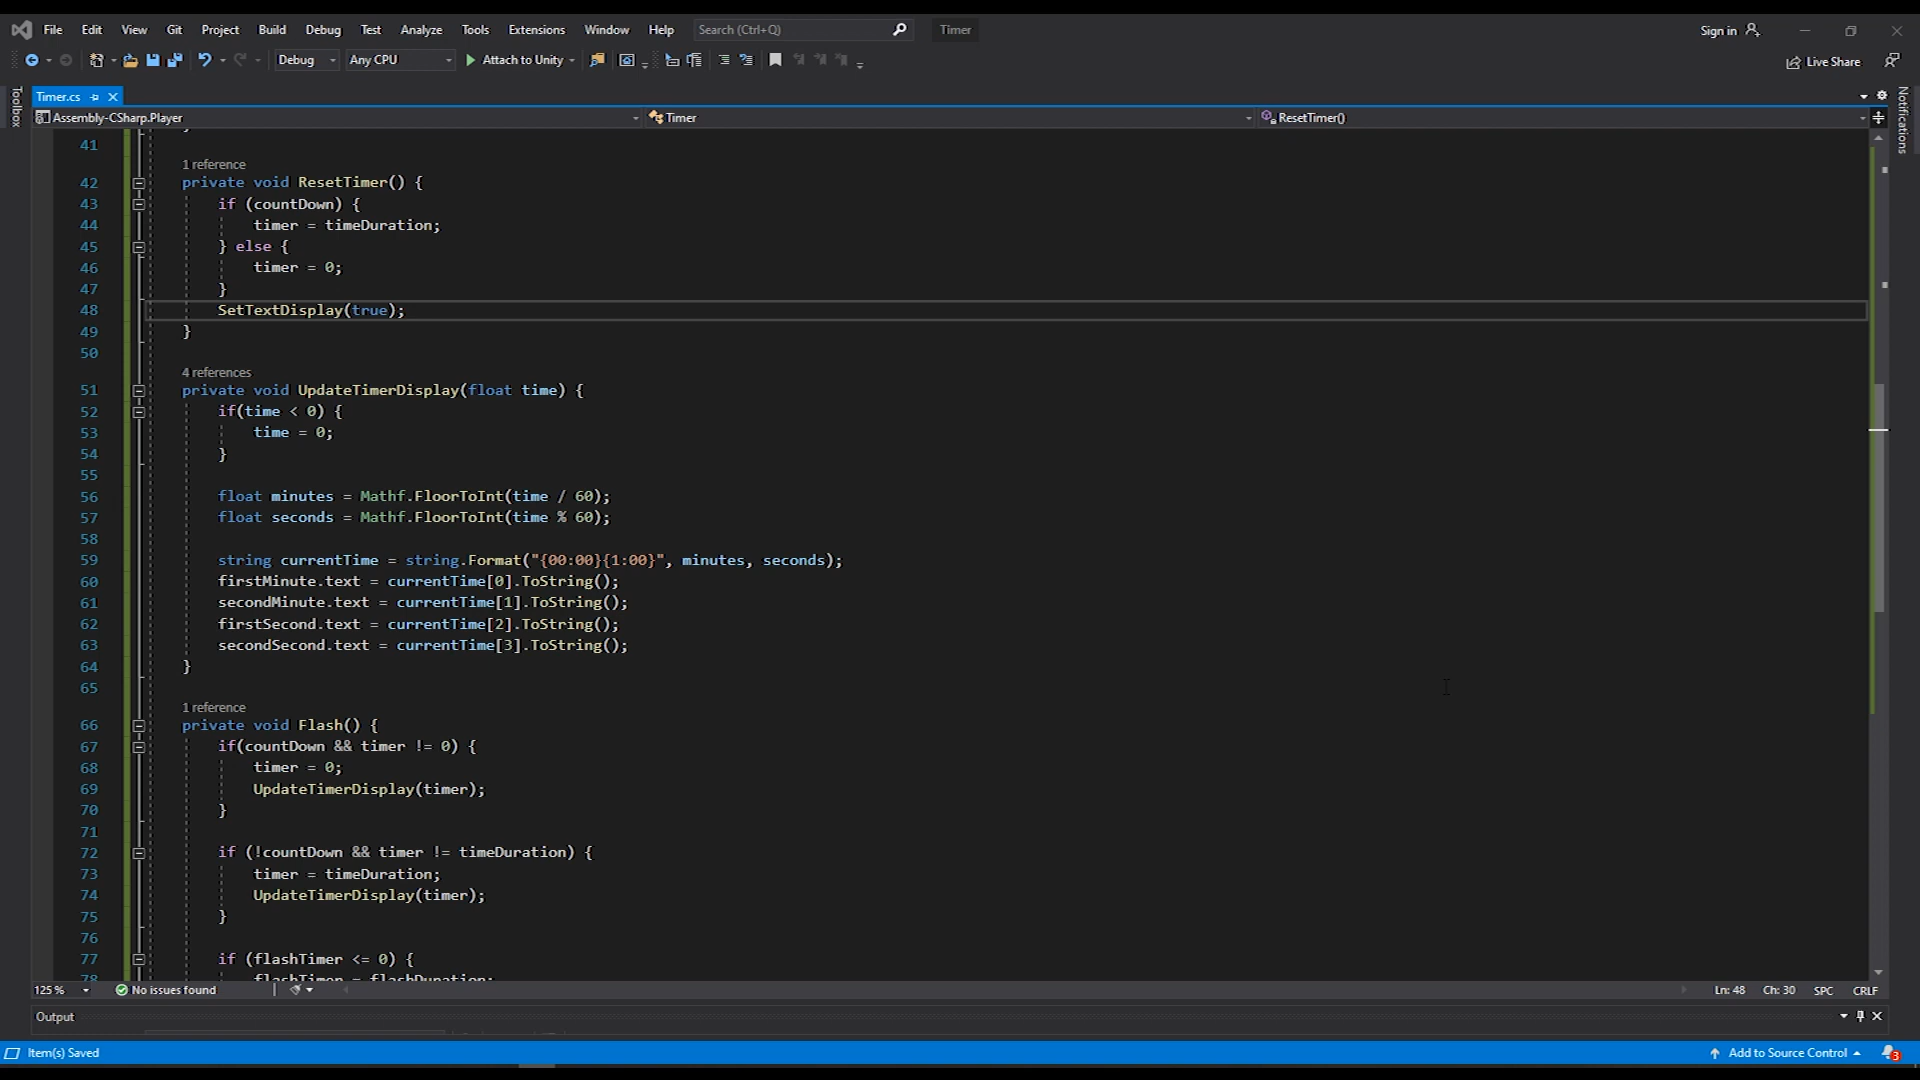 File Edit View Git Project Build Debug Test Analyze Tools Extensions Window Help Search (Ctrl+Q) Timer Sign in
Debug Any CPU Attach to Unity Live Share
Toolbox
Timer.cs
Notifications
Assembly-CSharp.Player Timer ResetTimer()
41
1 reference
42 private void ResetTimer() {
43 if (countDown) {
44 timer = timeDuration;
45 } else {
46 timer = 0;
47 }
48 SetTextDisplay(true);
49 }
50
4 references
51 private void UpdateTimerDisplay(float time) {
52 if(time < 0) {
53 time = 0;
54 }
55
56 float minutes = Mathf.FloorToInt(time / 60);
57 float seconds = Mathf.FloorToInt(time % 60);
58
59 string currentTime = string.Format("{00:00}{1:00}", minutes, seconds);
60 firstMinute.text = currentTime[0].ToString();
61 secondMinute.text = currentTime[1].ToString();
62 firstSecond.text = currentTime[2].ToString();
63 secondSecond.text = currentTime[3].ToString();
64 }
65
1 reference
66 private void Flash() {
67 if(countDown && timer != 0) {
68 timer = 0;
69 UpdateTimerDisplay(timer);
70 }
71
72 if (!countDown && timer != timeDuration) {
73 timer = timeDuration;
74 UpdateTimerDisplay(timer);
75 }
76
77 if (flashTimer <= 0) {
78 flashTimer = flashDuration;
125 % No issues found Ln: 48 Ch: 30 SPC CRLF
Output
Item(s) Saved Add to Source Control 3